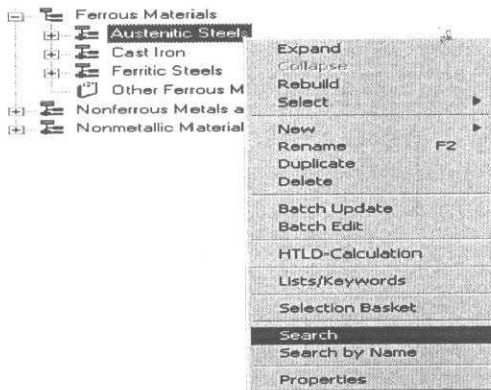 Ferrous Materials
Austenitic Steels
Cast Iron
Ferritic Steels
Other Ferrous M
Nonferrous Metals a
Nonmetallic Material
Expand
Collapse
Rebuild
Select
New
Rename F2
Duplicate
Delete
Batch Update
Batch Edit
HTLD-Calculation
Lists/Keywords
Selection Basket
Search
Search by Name
Properties